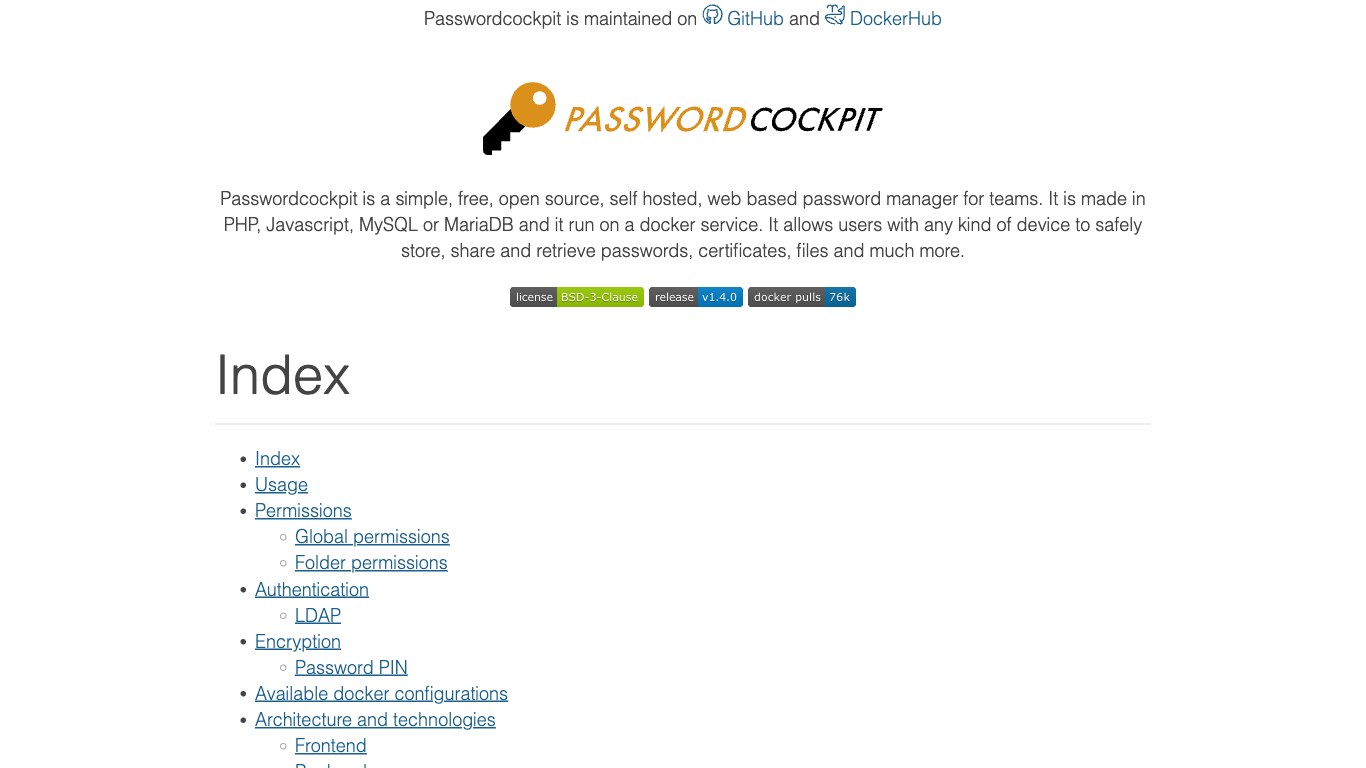 Passwordcockpit is maintained on GitHub and DockerHub
PASSWORDCOCKPIT
Passwordcockpit is a simple, free, open source, self hosted, web based password manager for teams. It is made in
PHP, Javascript, MySQL or MariaDB and it run on a docker service. It allows users with any kind of device to safely
store, share and retrieve passwords, certificates, files and much more.
license BSD-3-Clause release v1.4.0 docker pulls 76k
Index
Index
Usage
Permissions
Global permissions
Folder permissions
Authentication
LDAP
Encryption
Password PIN
Available docker configurations
Architecture and technologies
Frontend